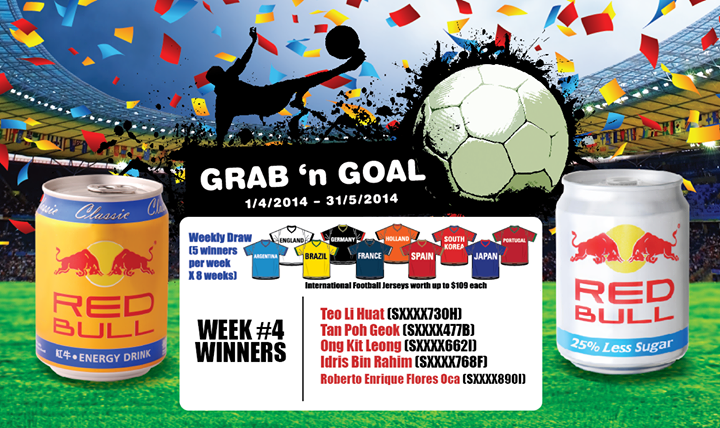 GRAB 'n GOAL
1/4/2014 – 31/5/2014
Weekly Draw
(5 winners
per week
X 8 weeks)
ENGLAND
GERMANY
HOLLAND
SOUTH
KOREA
PORTUGAL
ARGENTINA
BRAZIL
FRANCE
SPAIN
JAPAN
International Football Jerseys worth up to $109 each
WEEK #4
WINNERS
Teo Li Huat (SXXXX730H)
Tan Poh Geok (SXXXX477B)
Ong Kit Leong (SXXXX662I)
Idris Bin Rahim (SXXXX768F)
Roberto Enrique Flores Oca (SXXXX890I)
Classic
RED
BULL
紅牛 • ENERGY DRINK
RED
BULL
25% Less Sugar